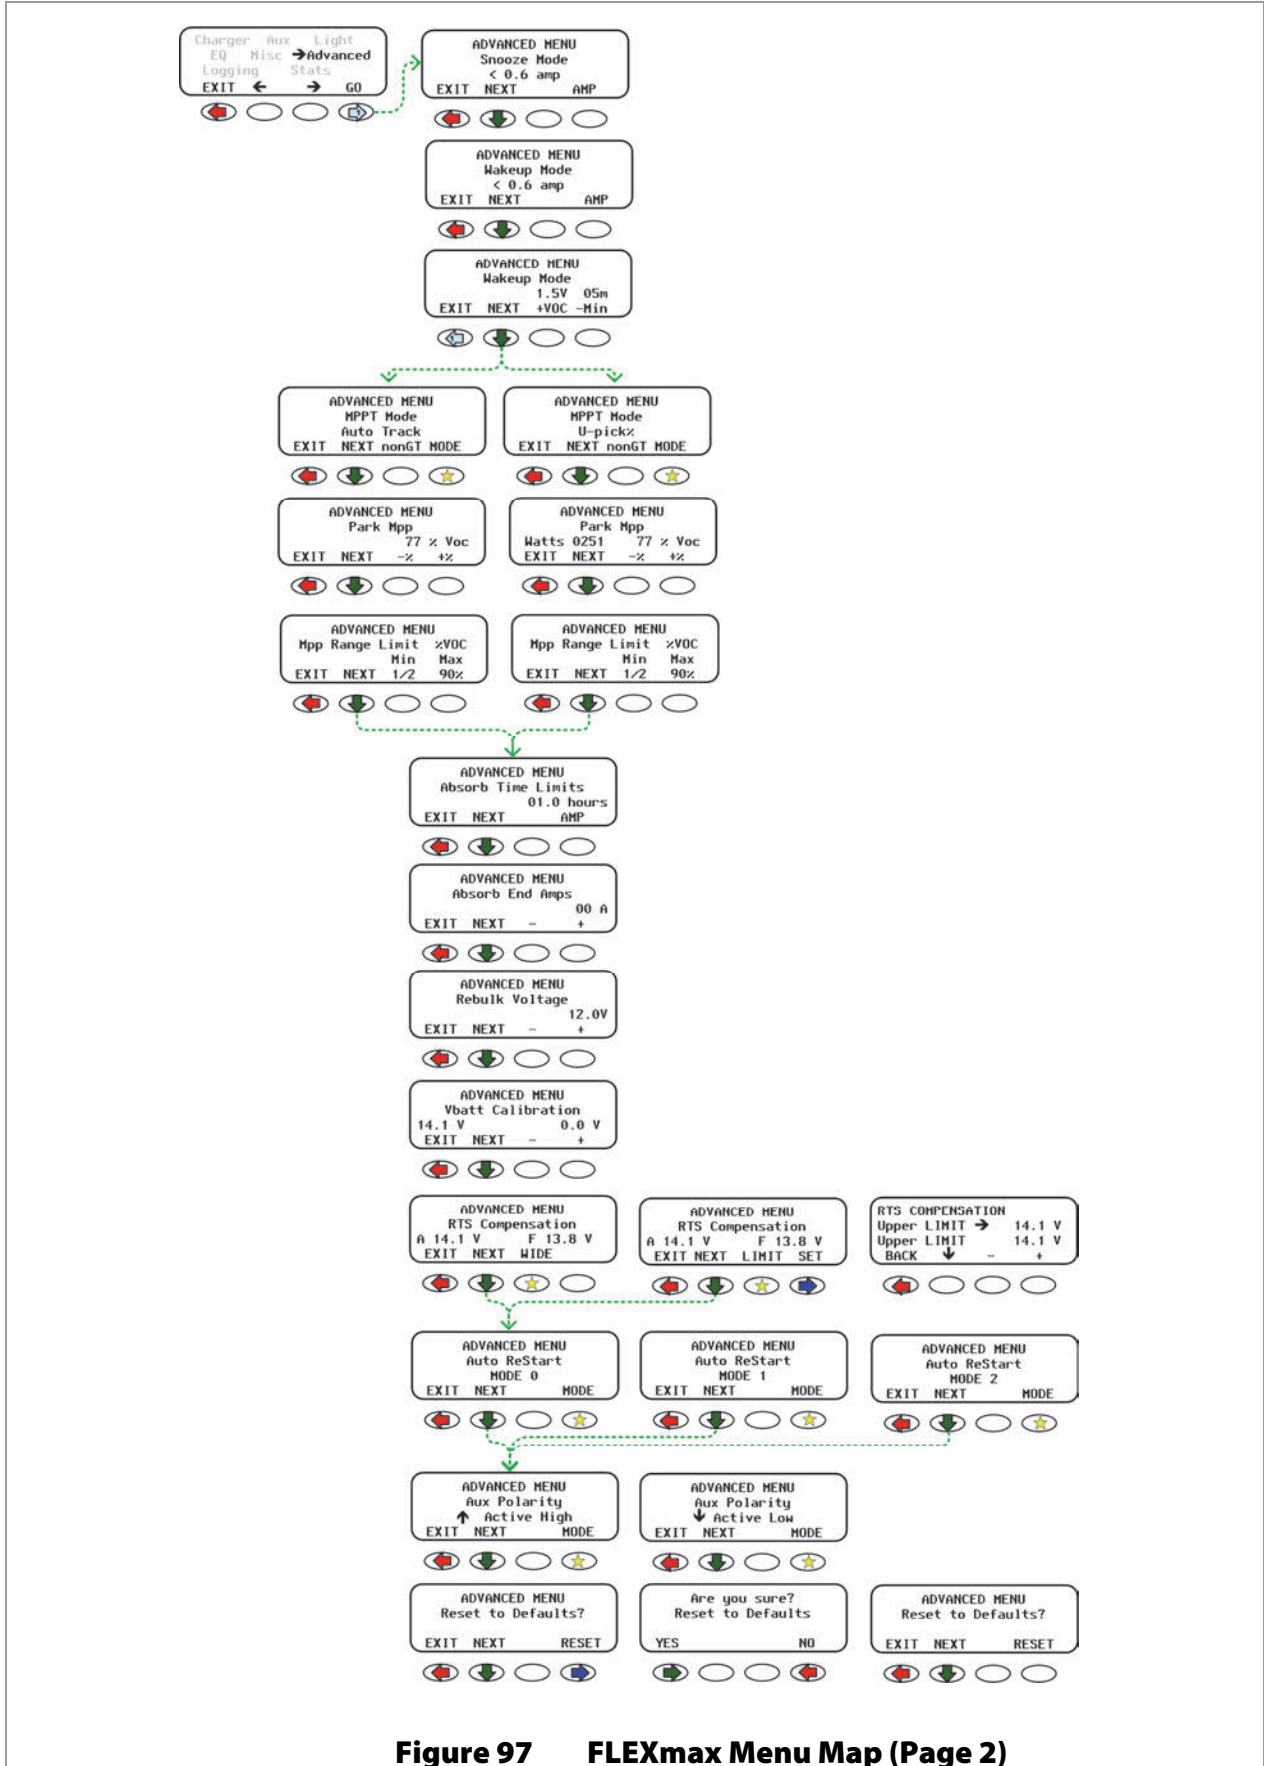 Charger Aux Light
EQ Misc →Advanced
Logging Stats
EXIT ← → GO
1
ADVANCED MENU
Snooze Mode
< 0.6 amp
EXIT NEXT AMP
ADVANCED MENU
Wakeup Mode
< 0.6 amp
EXIT NEXT AMP
ADVANCED MENU
Wakeup Mode
1.5V 05m
EXIT NEXT +VOC -Min
1
ADVANCED MENU
MPPT Mode
Auto Track
EXIT NEXT nonGT MODE
ADVANCED MENU
MPPT Mode
U-pick%
EXIT NEXT nonGT MODE
ADVANCED MENU
Park Mpp
77 % Voc
EXIT NEXT -% +%
ADVANCED MENU
Park Mpp
Watts 0251 77 % Voc
EXIT NEXT -% +%
ADVANCED MENU
Mpp Range Limit %VOC
Min Max
EXIT NEXT 1/2 90%
ADVANCED MENU
Mpp Range Limit %VOC
Min Max
EXIT NEXT 1/2 90%
ADVANCED MENU
Absorb Time Limits
01.0 hours
EXIT NEXT AMP
ADVANCED MENU
Absorb End Amps
00 A
EXIT NEXT - +
ADVANCED MENU
Rebulk Voltage
12.0V
EXIT NEXT - +
ADVANCED MENU
Vbatt Calibration
14.1 V 0.0 V
EXIT NEXT - +
ADVANCED MENU
RTS Compensation
A 14.1 V F 13.8 V
EXIT NEXT WIDE
ADVANCED MENU
RTS Compensation
A 14.1 V F 13.8 V
EXIT NEXT LIMIT SET
RTS COMPENSATION
Upper LIMIT → 14.1 V
Upper LIMIT 14.1 V
BACK ↓ - +
ADVANCED MENU
Auto ReStart
MODE 0
EXIT NEXT MODE
ADVANCED MENU
Auto ReStart
MODE 1
EXIT NEXT MODE
ADVANCED MENU
Auto ReStart
MODE 2
EXIT NEXT MODE
ADVANCED MENU
Aux Polarity
↑ Active High
EXIT NEXT MODE
ADVANCED MENU
Aux Polarity
↓ Active Low
EXIT NEXT MODE
ADVANCED MENU
Reset to Defaults?
EXIT NEXT RESET
Are you sure?
Reset to Defaults
YES NO
ADVANCED MENU
Reset to Defaults?
EXIT NEXT RESET
Figure 97 FLEXmax Menu Map (Page 2)